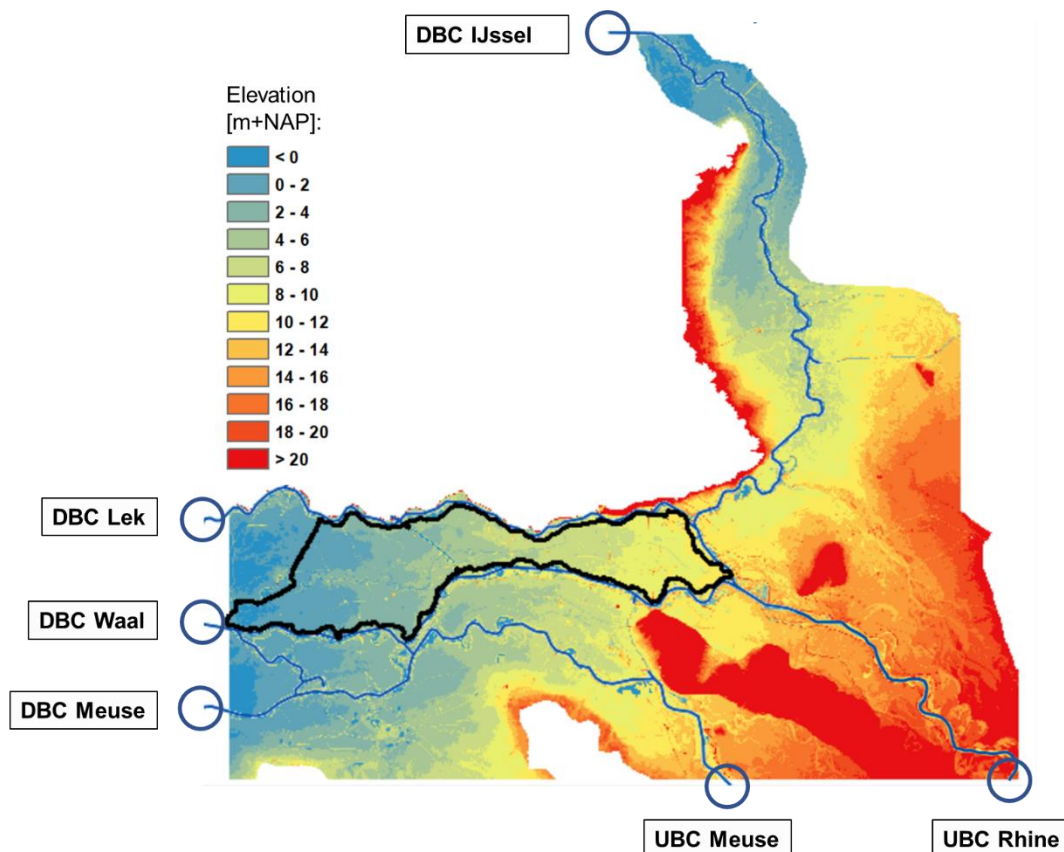 DBC IJssel
Elevation
[m+NAP]:
< 0
0 - 2
2 - 4
4 - 6
6 - 8
8 - 10
10 - 12
12 - 14
14 - 16
16 - 18
18 - 20
> 20
DBC Lek
DBC Waal
DBC Meuse
UBC Meuse
UBC Rhine